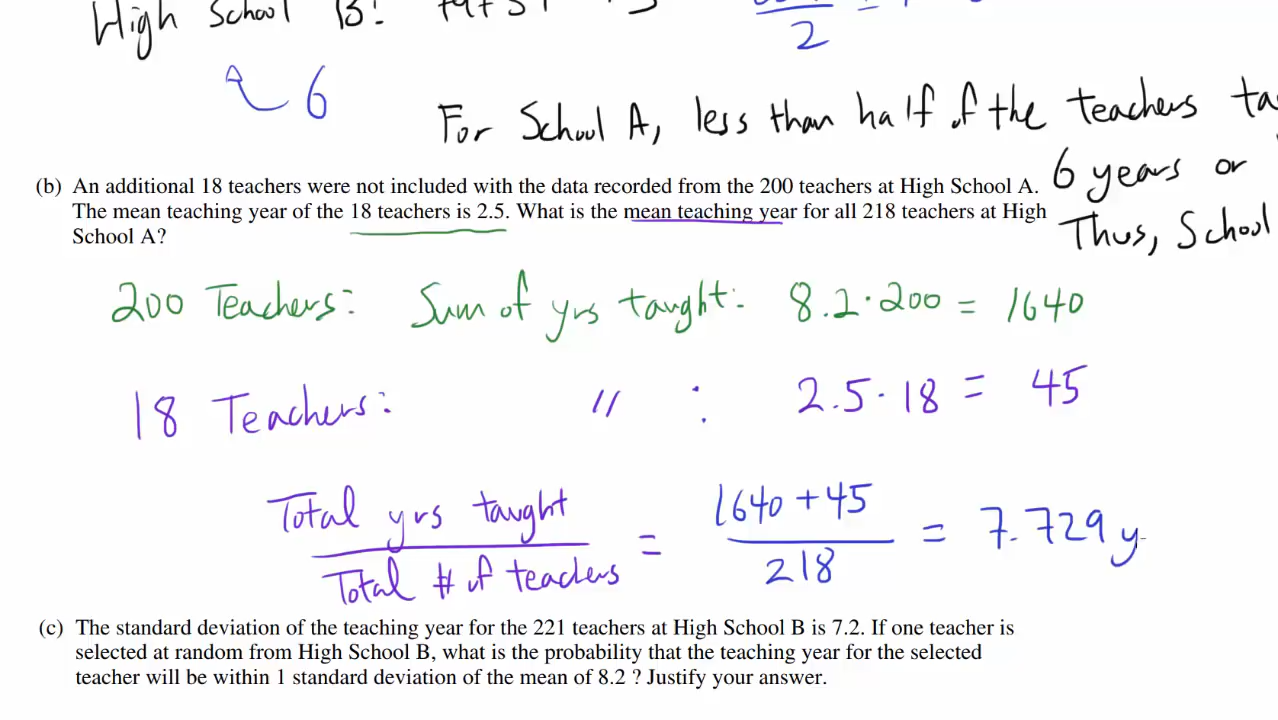 High School B:
2
6
For School A, less than half of the teachers
6 years or
Thus, School
(b) An additional 18 teachers were not included with the data recorded from the 200 teachers at High School A.
The mean teaching year of the 18 teachers is 2.5. What is the mean teaching year for all 218 teachers at High
School A?
200 Teachers: Sum of yrs taught: 8.2·200 = 1640
18 Teachers: 〃 : 2.5·18 = 45
Total yrs taught / Total # of teachers = 1640+45 / 218 = 7.729 y
(c) The standard deviation of the teaching year for the 221 teachers at High School B is 7.2. If one teacher is
selected at random from High School B, what is the probability that the teaching year for the selected
teacher will be within 1 standard deviation of the mean of 8.2 ? Justify your answer.